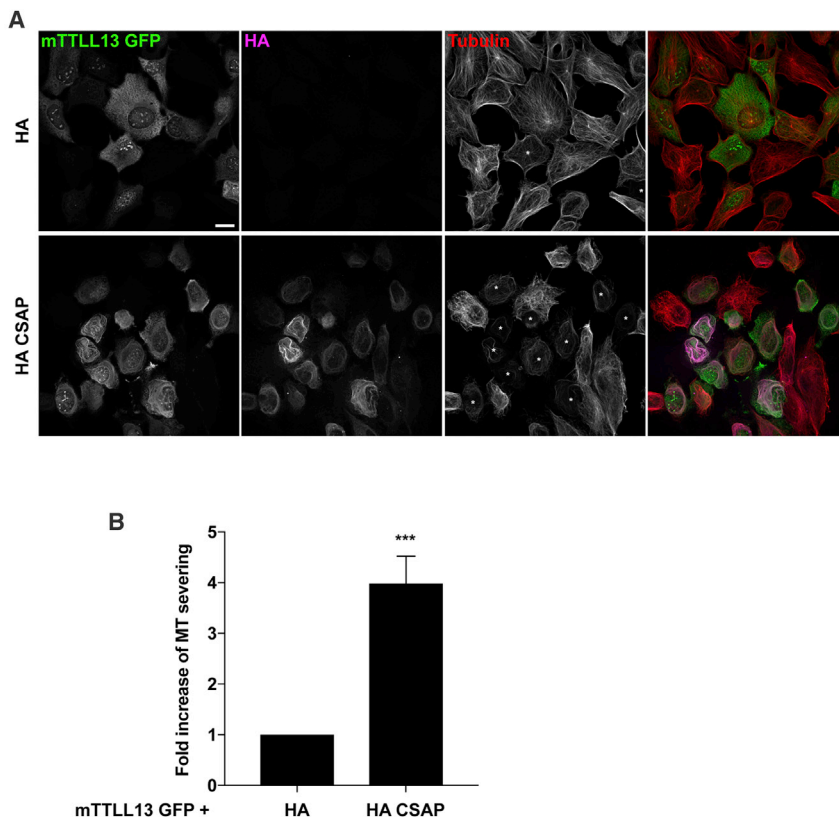 A
mTTLL13 GFP
HA
Tubulin
HA
*
*
HA CSAP
*
*
*
*
*
*
*
*
*
*
*
*
B
***
Fold increase of MT severing
5
4
3
2
1
0
mTTLL13 GFP + HA HA CSAP